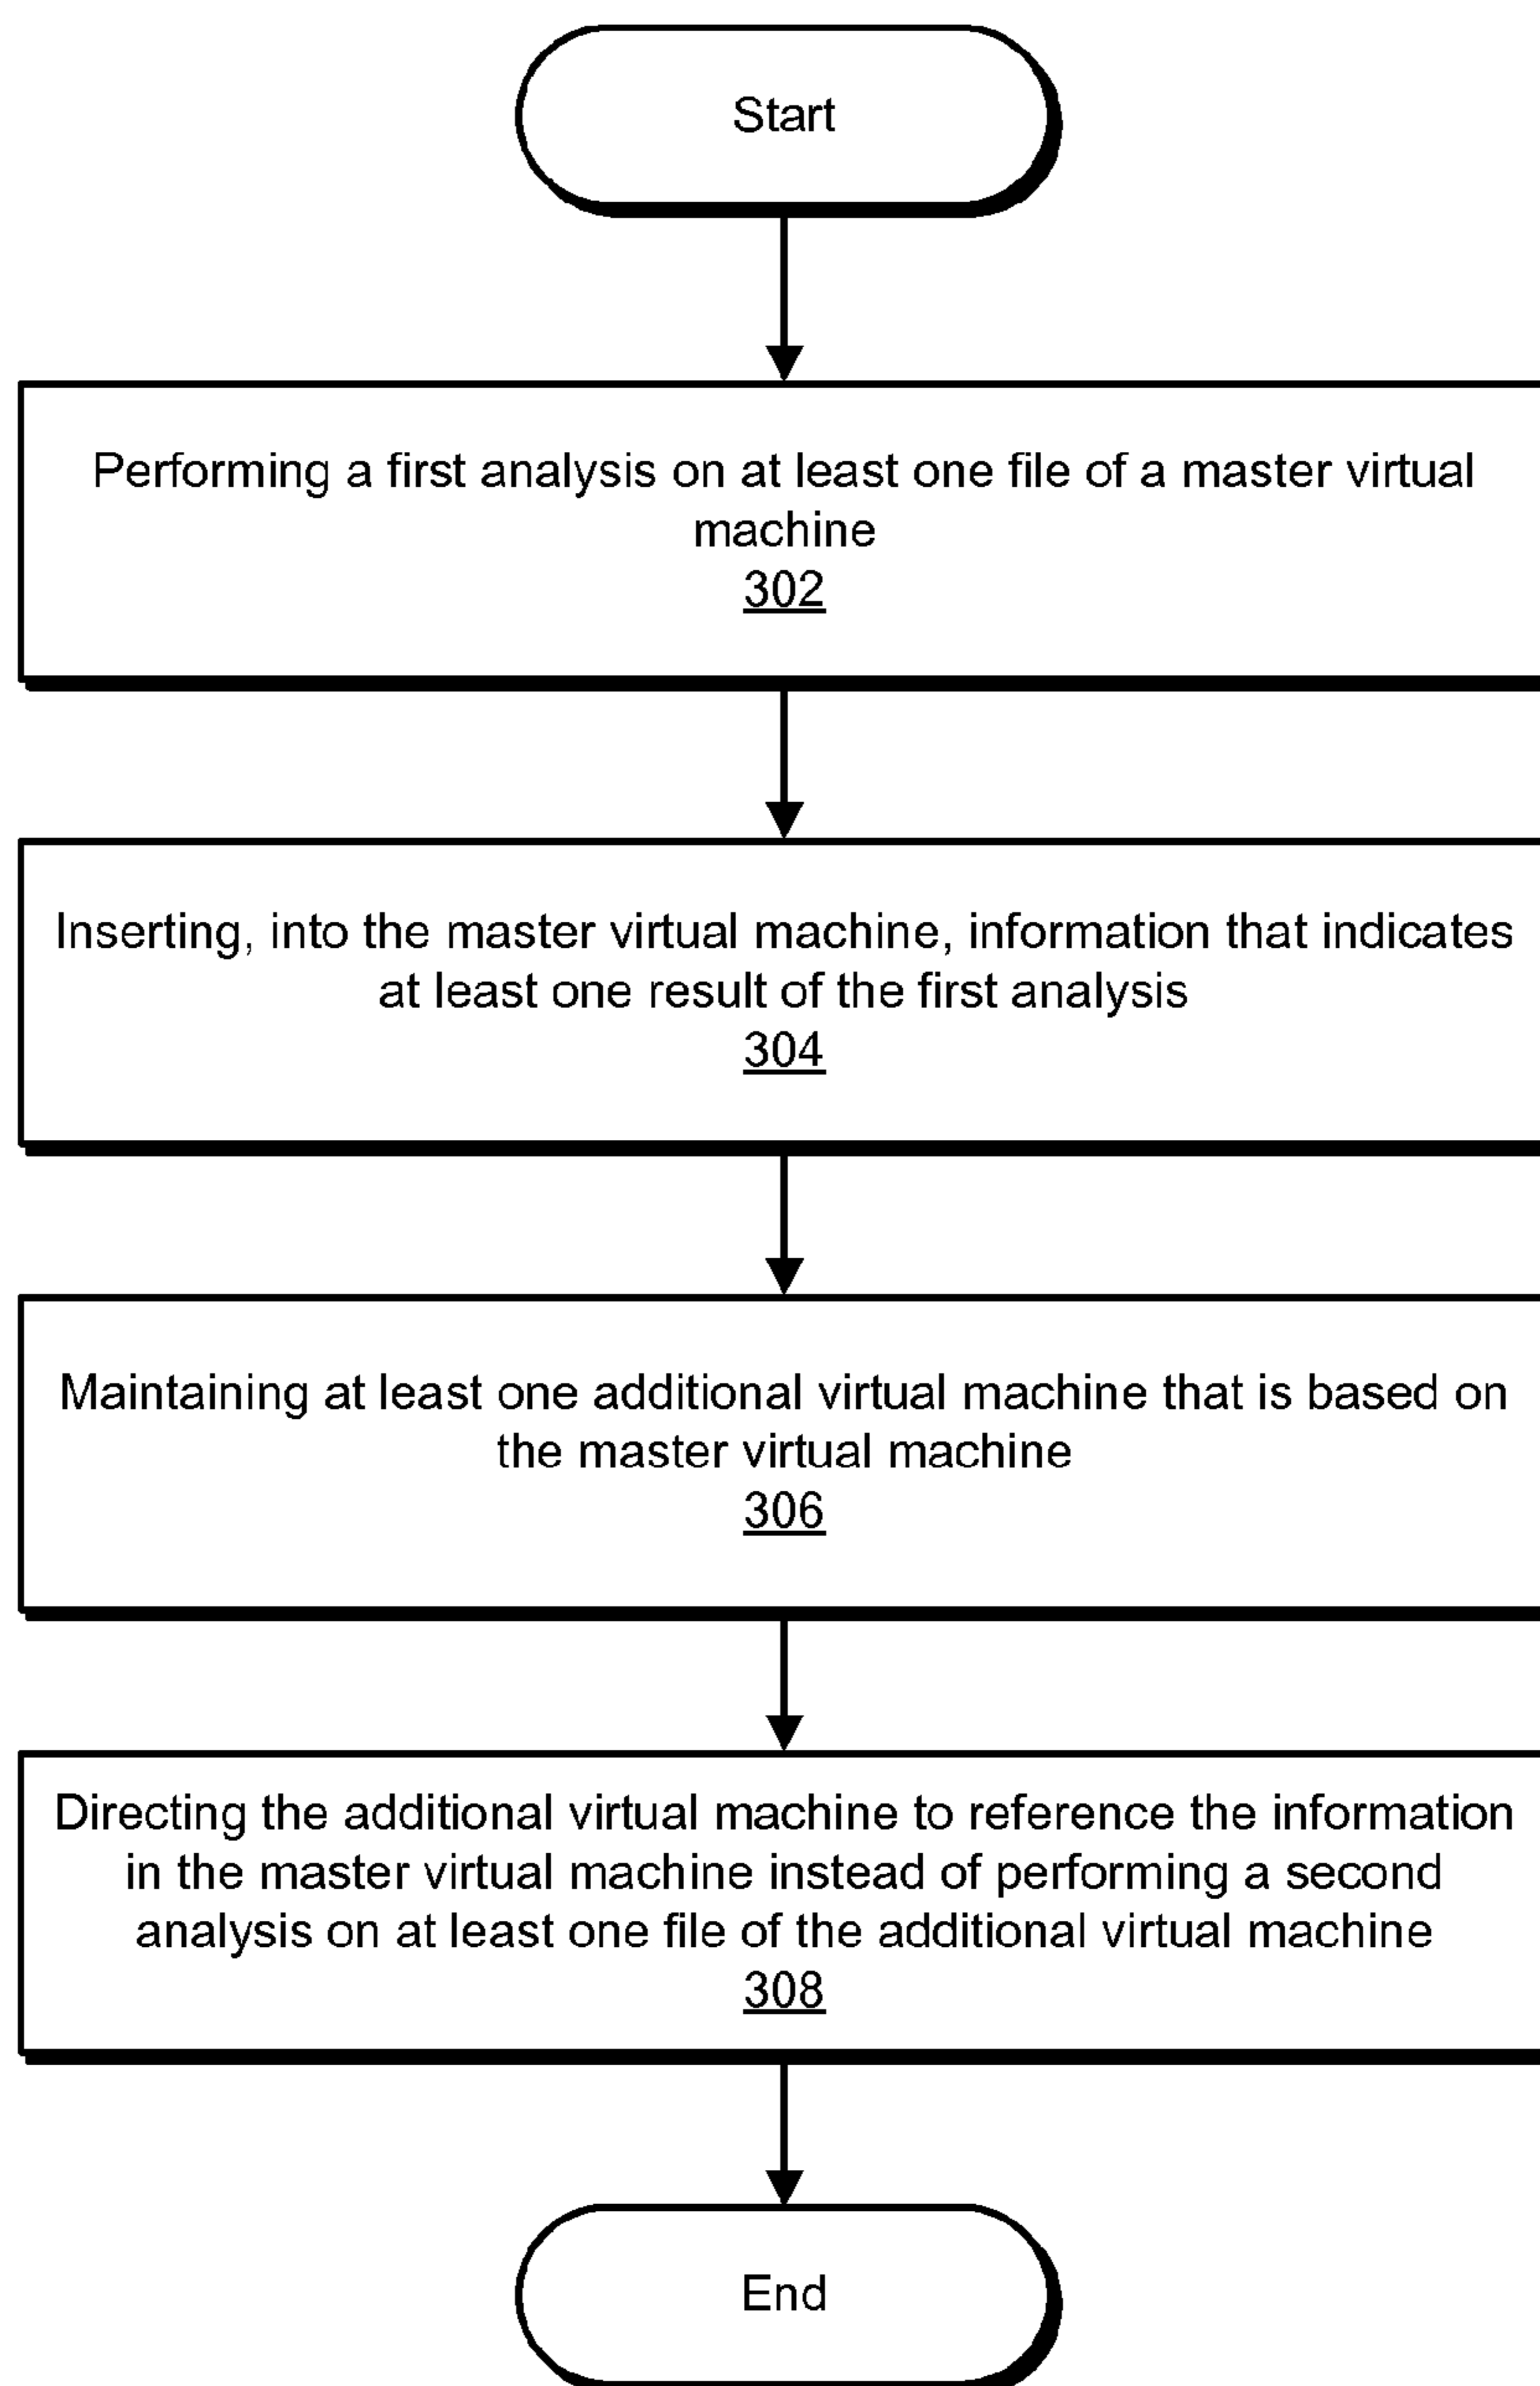 Start
Performing a first analysis on at least one file of a master virtual
machine
302
Inserting, into the master virtual machine, information that indicates
at least one result of the first analysis
304
Maintaining at least one additional virtual machine that is based on
the master virtual machine
306
Directing the additional virtual machine to reference the information
in the master virtual machine instead of performing a second
analysis on at least one file of the additional virtual machine
308
End